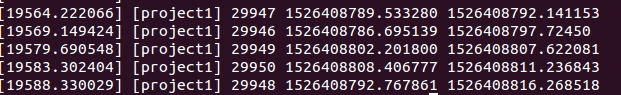 [19564.222066] [project1] 29947 1526408789.533280 1526408792.141153
[19569.149424] [project1] 29946 1526408786.695139 1526408797.72450
[19579.690548] [project1] 29949 1526408802.201800 1526408807.622081
[19583.302404] [project1] 29950 1526408808.406777 1526408811.236843
[19588.330029] [project1] 29948 1526408792.767861 1526408816.268518